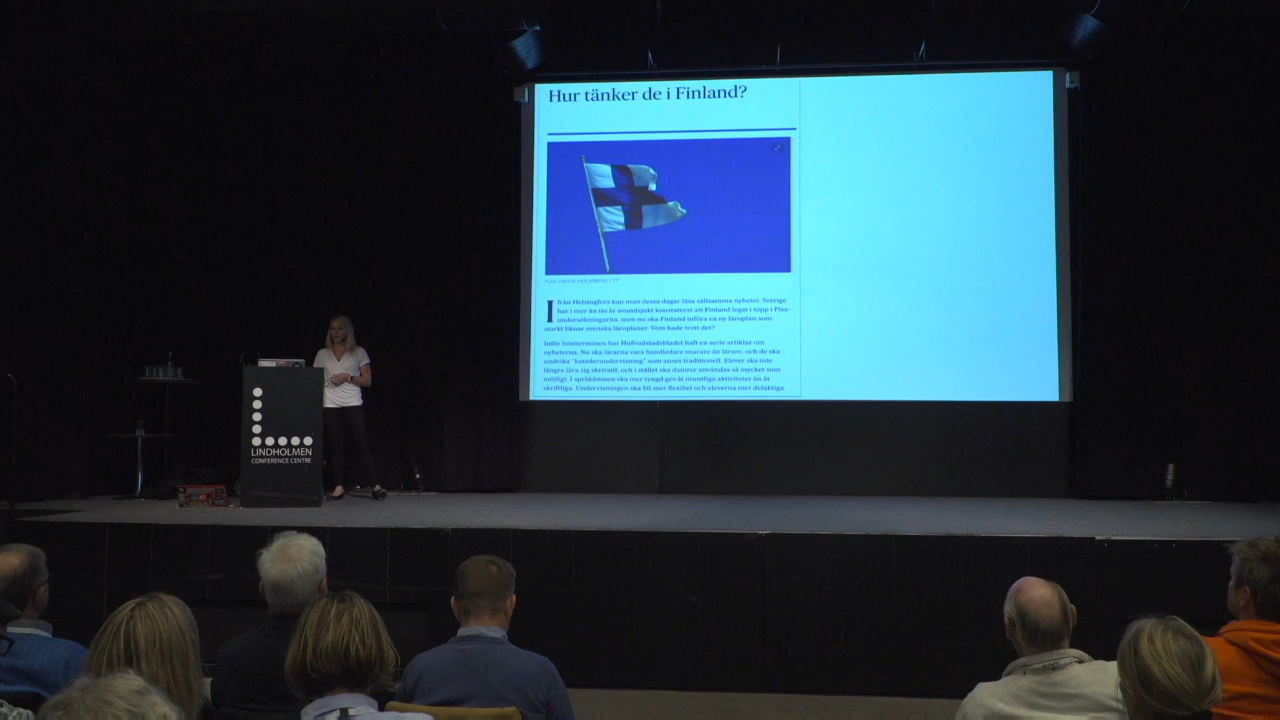 Hur tänker de i Finland?
I från Helsingfors kan man dessa dagar läsa sällsamma nyheter. Sverige
har i mer än tio år avundsjukt konstaterat att Finland legat i topp i Pisa-
undersökningarna, men nu ska Finland införa en ny läroplan som
starkt liknar svenska läroplaner. Vem hade trott det?
Inför höstterminen har Hufvudstadsbladet haft en serie artiklar om
nyheterna. Nu ska lärarna vara handledare snarare än lärare, och de ska
undvika "katederundervisning" som anses traditionell. Elever ska inte
längre lära sig skrivstil, och i stället ska datorer användas så mycket som
möjligt. I språkämnen ska mer tyngd ges åt muntliga aktiviteter än åt
skriftliga. Undervisningen ska bli mer flexibel och eleverna mer delaktiga.
LINDHOLMEN
CONFERENCE CENTRE